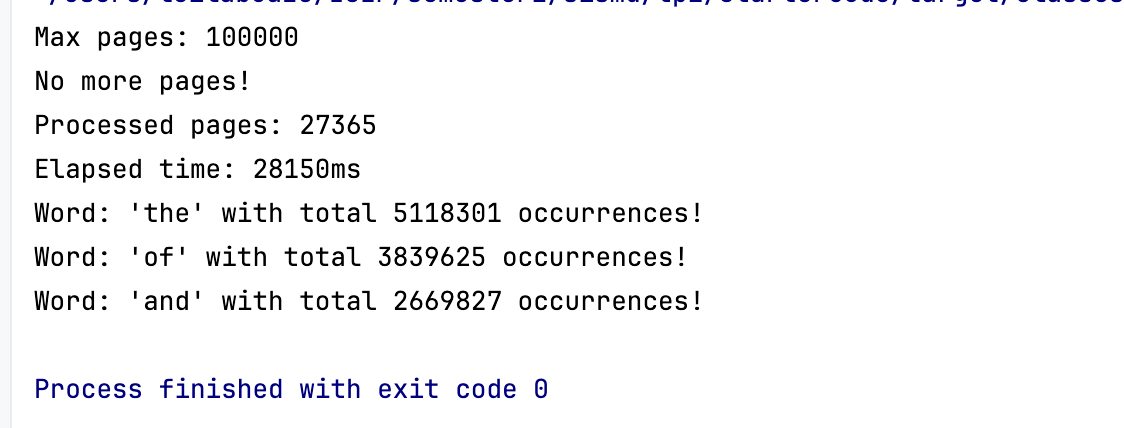 Max pages: 100000
No more pages!
Processed pages: 27365
Elapsed time: 28150ms
Word: 'the' with total 5118301 occurrences!
Word: 'of' with total 3839625 occurrences!
Word: 'and' with total 2669827 occurrences!
Process finished with exit code 0